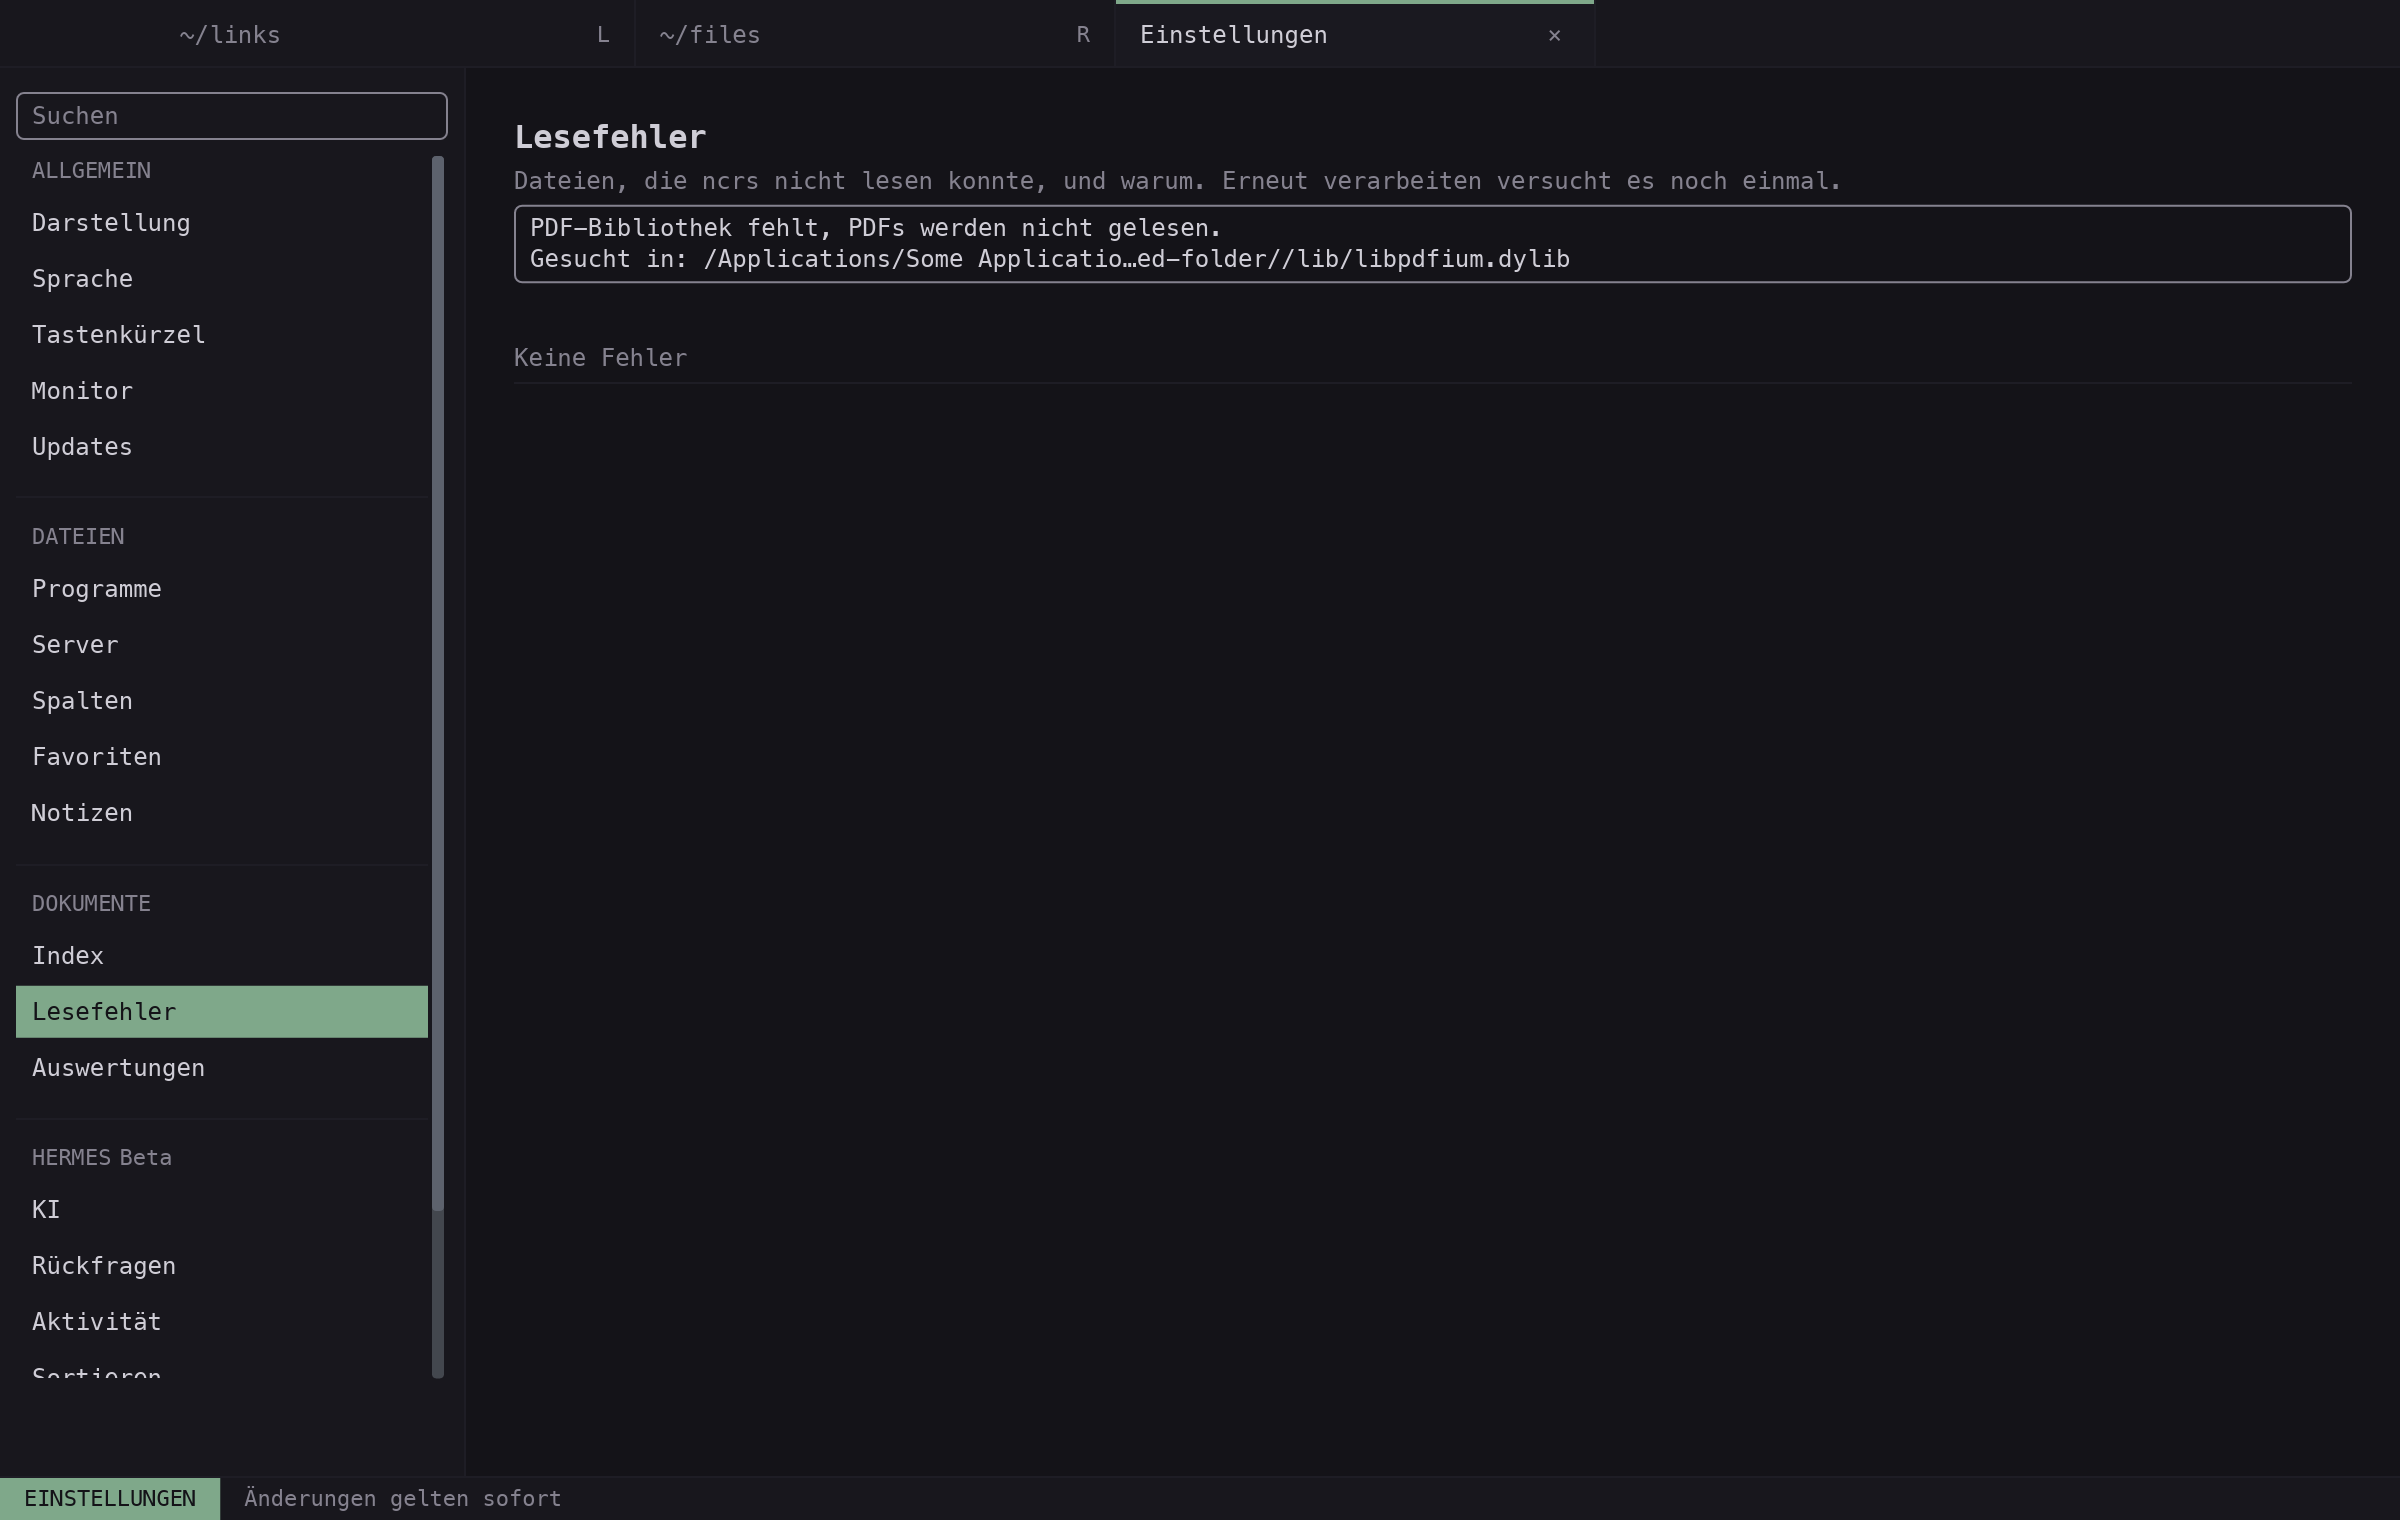 ~/links L ~/files R Einstellungen ×
Suchen
ALLGEMEIN
Darstellung
Sprache
Tastenkürzel
Monitor
Updates
DATEIEN
Programme
Server
Spalten
Favoriten
Notizen
DOKUMENTE
Index
Lesefehler
Auswertungen
HERMES Beta
KI
Rückfragen
Aktivität
Sortieren
Lesefehler
Dateien, die ncrs nicht lesen konnte, und warum. Erneut verarbeiten versucht es noch einmal.
PDF-Bibliothek fehlt, PDFs werden nicht gelesen.
Gesucht in: /Applications/Some Applicatio…ed-folder//lib/libpdfium.dylib
Keine Fehler
EINSTELLUNGEN Änderungen gelten sofort